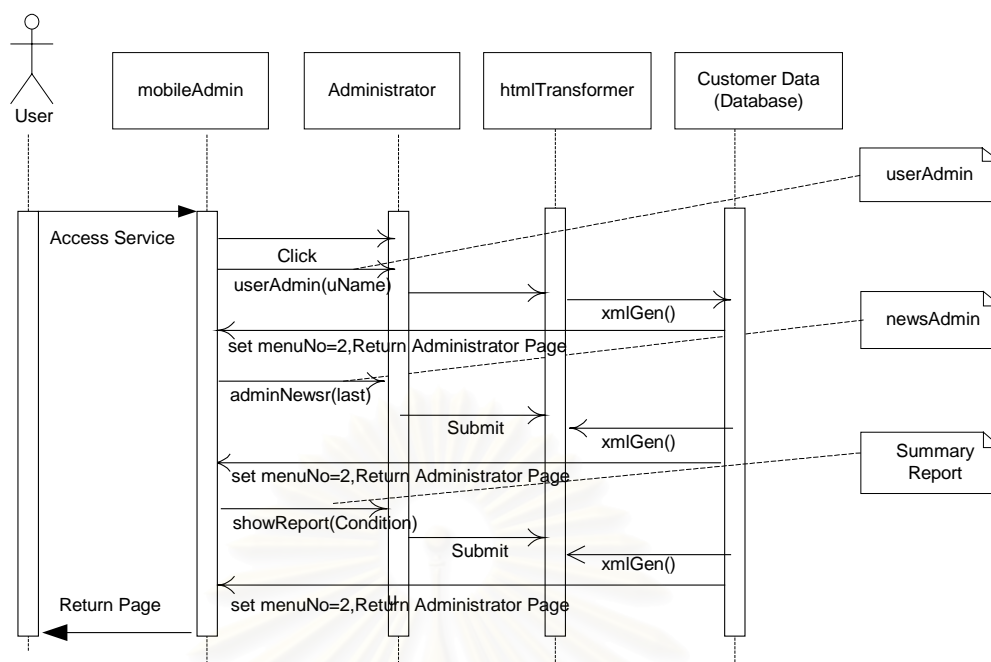 User
mobileAdmin
Administrator
htmlTransformer
Customer Data
(Database)
userAdmin
Access Service
Click
userAdmin(uName)
xmlGen()
newsAdmin
set menuNo=2,Return Administrator Page
adminNewsr(last)
Submit
xmlGen()
Summary
Report
set menuNo=2,Return Administrator Page
showReport(Condition)
Submit
xmlGen()
Return Page
set menuNo=2,Return Administrator Page